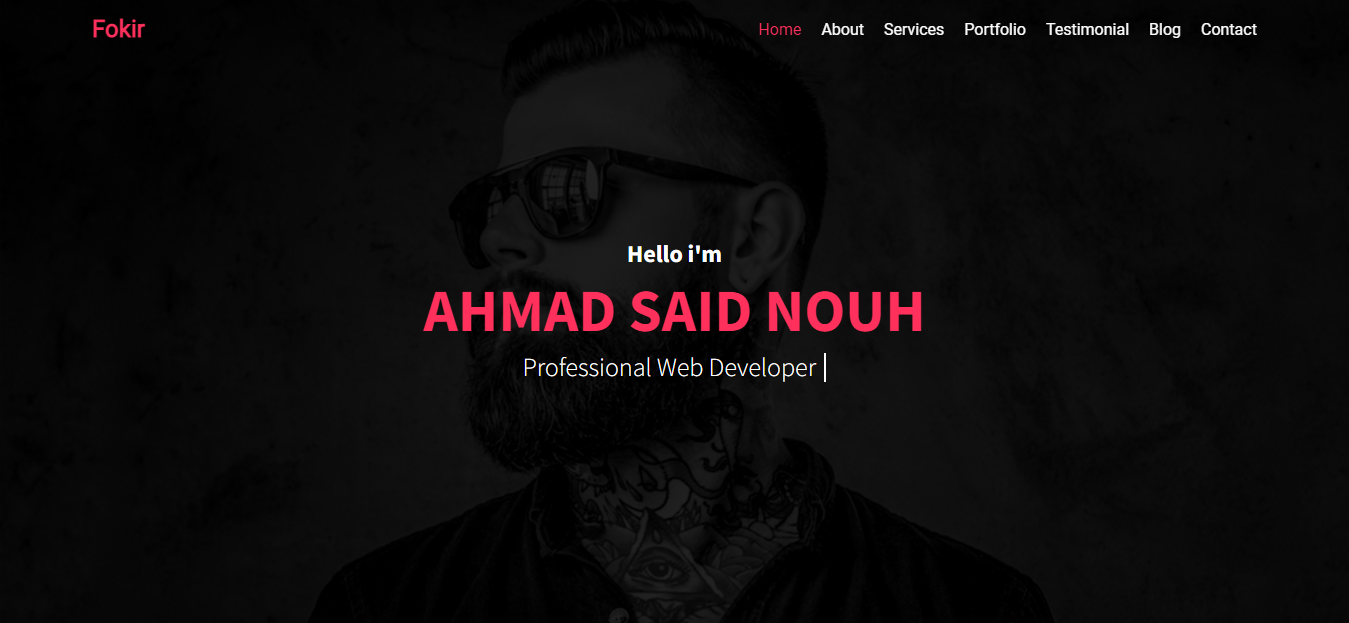 Fokir
Home About Services Portfolio Testimonial Blog Contact
Hello i'm
AHMAD SAID NOUH
Professional Web Developer |